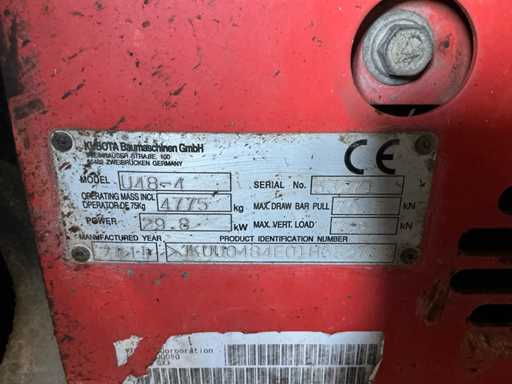 KUBOTA Baumaschinen GmbH
STEINHAUSER STRAßE, 100
66482 ZWEIBRÜCKEN GERMANY
CE
MODEL U48-4 SERIAL No.
OPERATING MASS INCL
OPERATOR DE 75Kg 4775 kg MAX. DRAW BAR PULL kN
POWER 29.8 kW MAX. VERT. LOAD kN
MANIFACTURED YEAR PRODUCT IDENTIFICATION NUMBER
Corporation